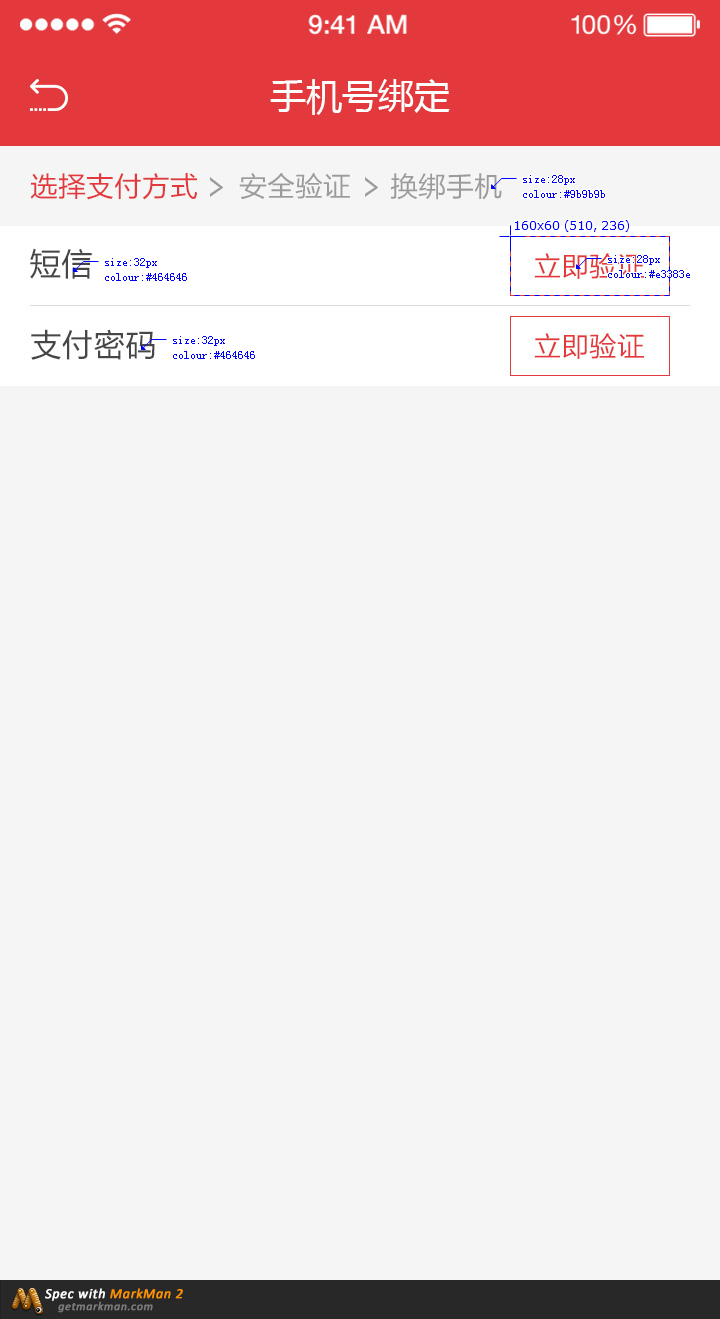 9:41 AM 100%
手机号绑定
选择支付方式 > 安全验证 > 换绑手机
size:28px
colour:#9b9b9b
160x60 (510, 236)
短信
size:32px
colour:#464646
立即验证
size:28px
colour:#e3383e
支付密码
size:32px
colour:#464646
立即验证
Spec with MarkMan 2
getmarkman.com